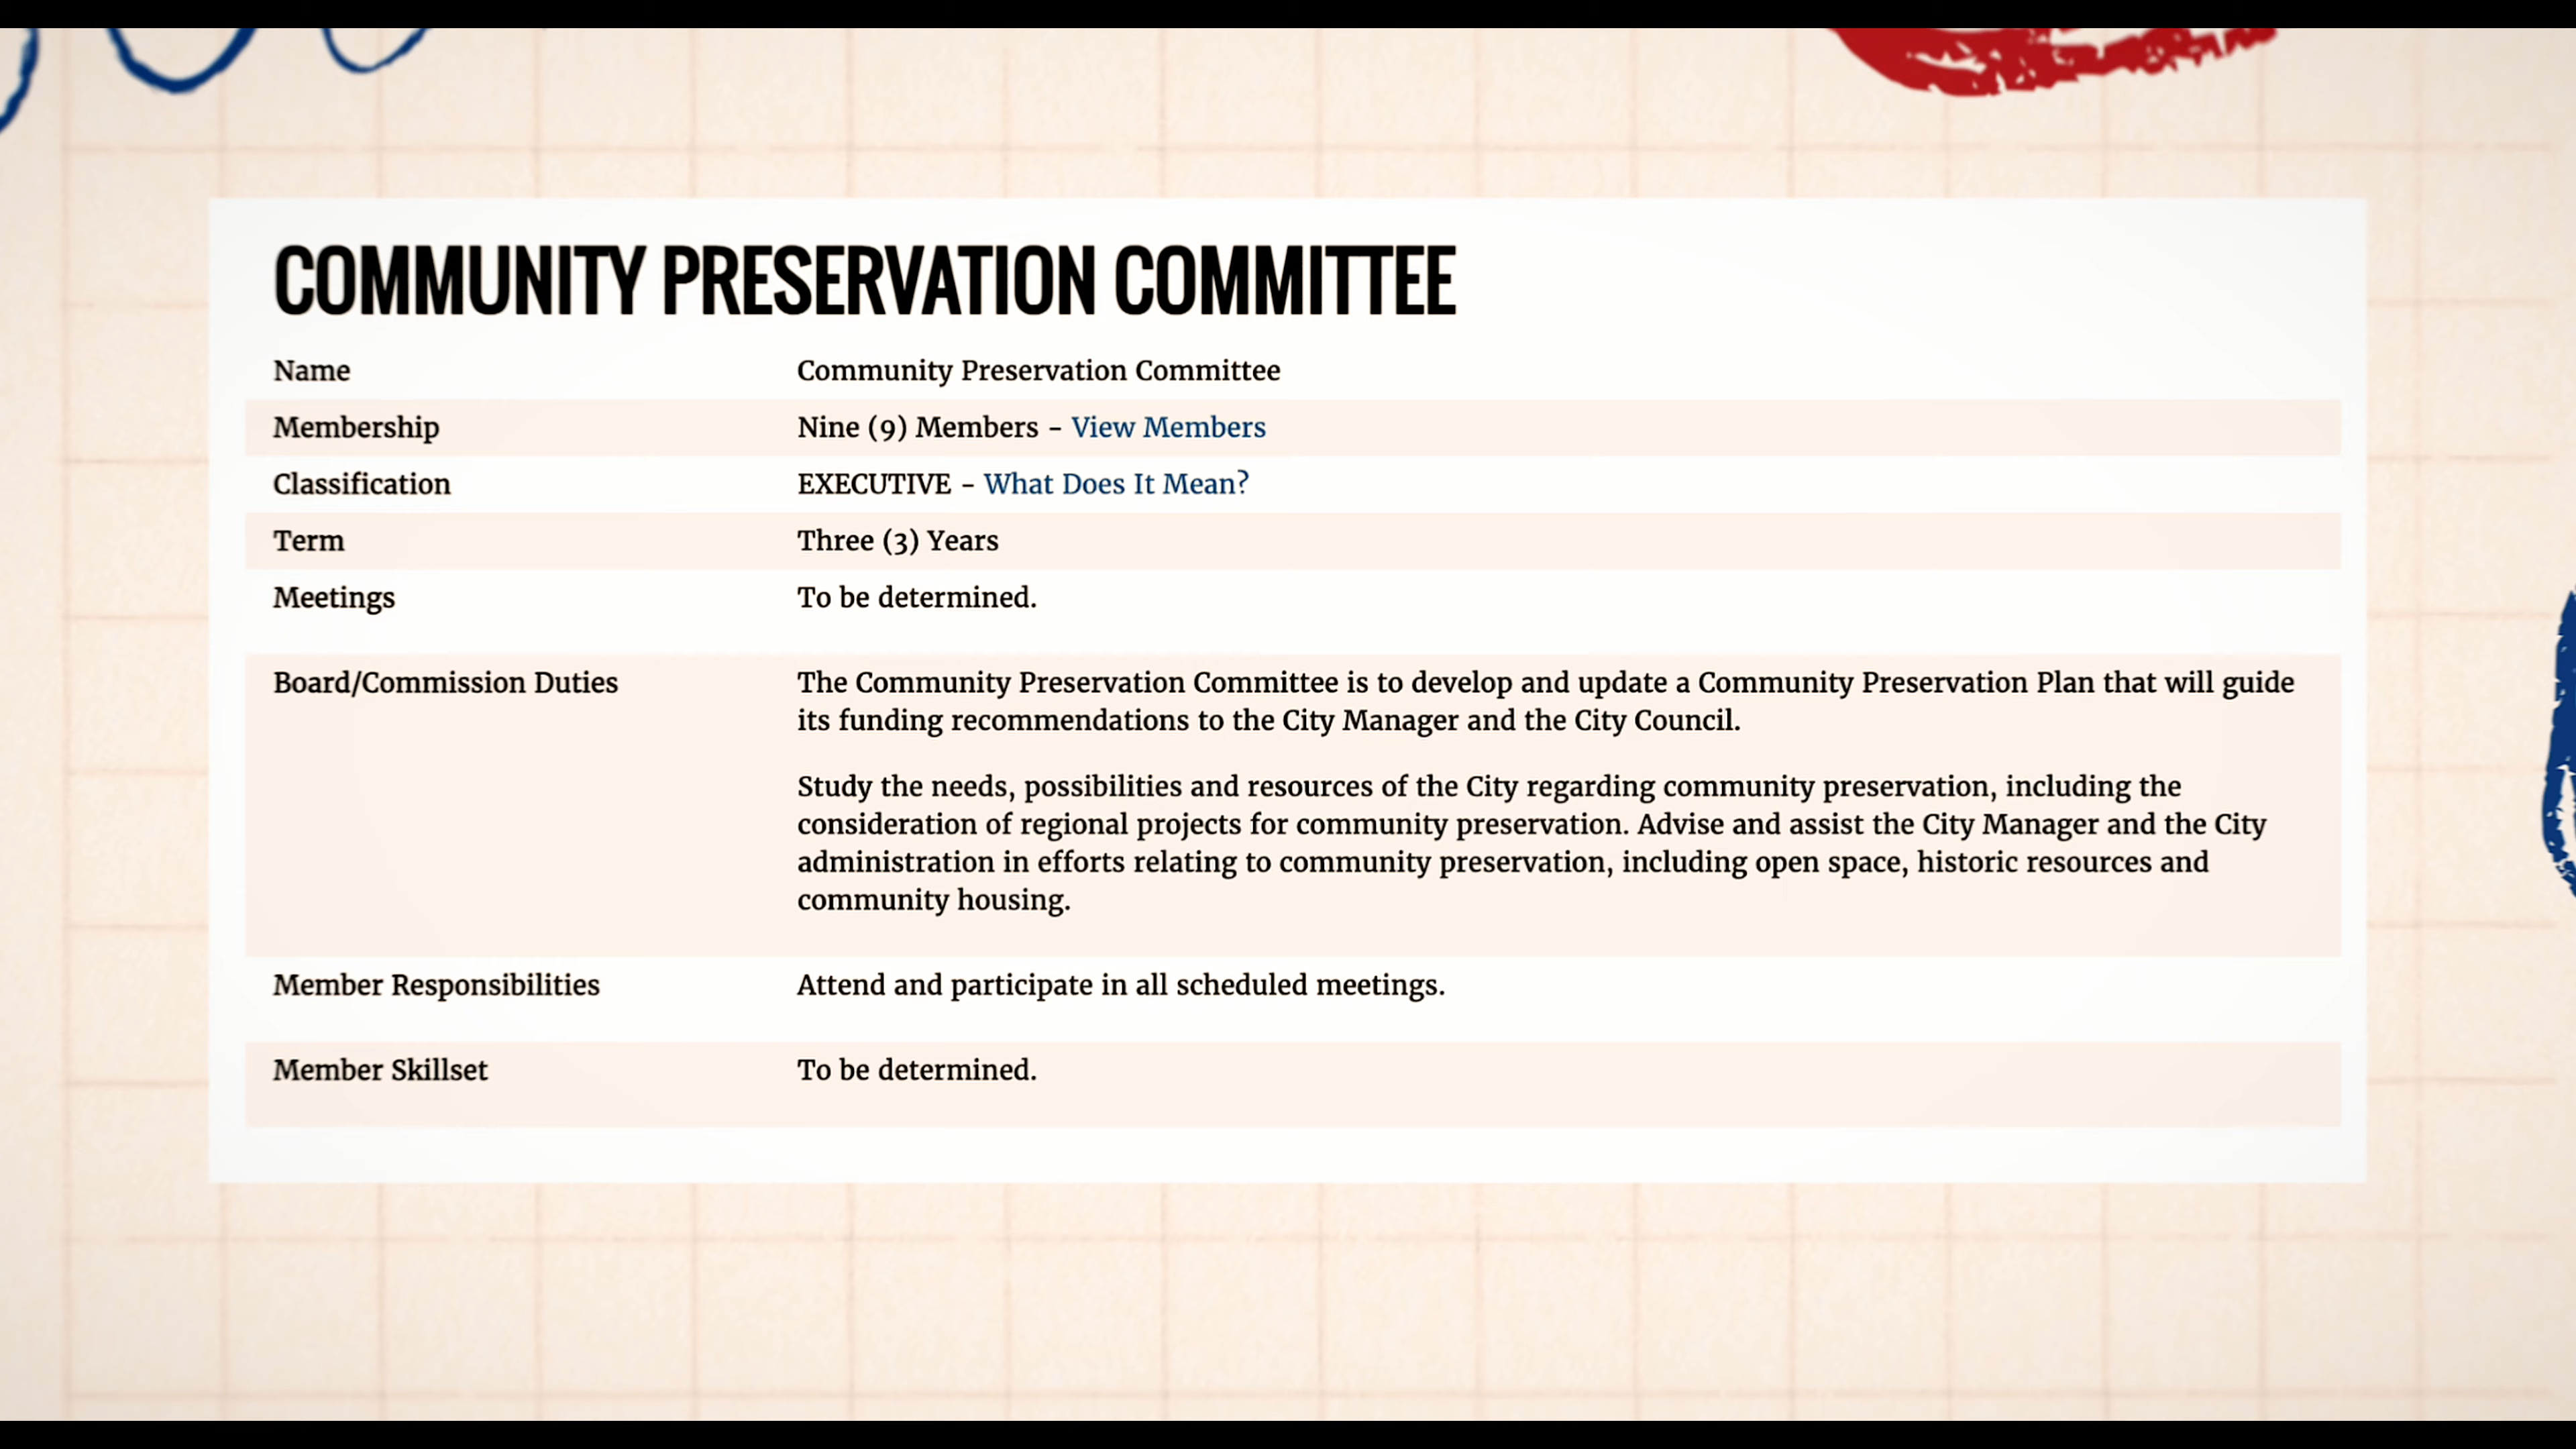 COMMUNITY PRESERVATION COMMITTEE
Name Community Preservation Committee
Membership Nine (9) Members - View Members
Classification EXECUTIVE - What Does It Mean?
Term Three (3) Years
Meetings To be determined.
Board/Commission Duties The Community Preservation Committee is to develop and update a Community Preservation Plan that will guide
its funding recommendations to the City Manager and the City Council.
Study the needs, possibilities and resources of the City regarding community preservation, including the
consideration of regional projects for community preservation. Advise and assist the City Manager and the City
administration in efforts relating to community preservation, including open space, historic resources and
community housing.
Member Responsibilities Attend and participate in all scheduled meetings.
Member Skillset To be determined.